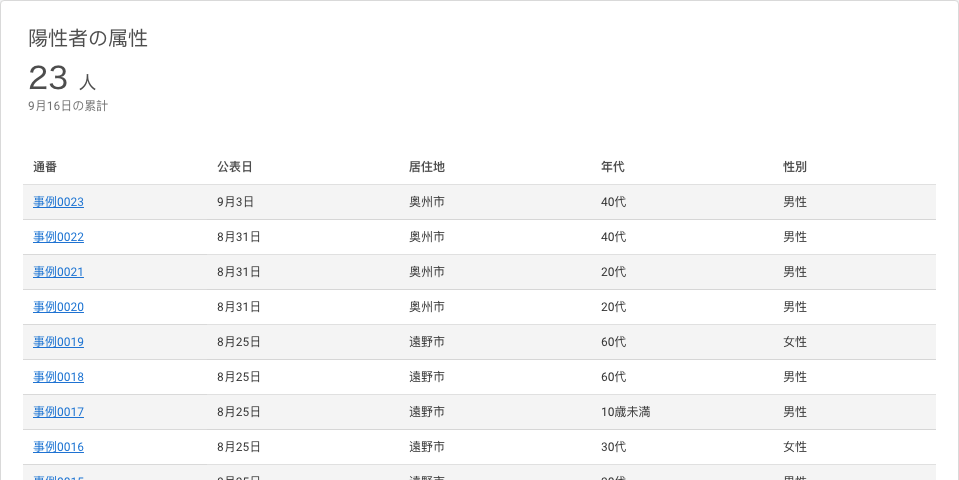 陽性者の属性
23 人
9月16日の累計
通番 公表日 居住地 年代 性別
事例0023 9月3日 奥州市 40代 男性
事例0022 8月31日 奥州市 40代 男性
事例0021 8月31日 奥州市 20代 男性
事例0020 8月31日 奥州市 20代 男性
事例0019 8月25日 遠野市 60代 女性
事例0018 8月25日 遠野市 60代 男性
事例0017 8月25日 遠野市 10歳未満 男性
事例0016 8月25日 遠野市 30代 女性